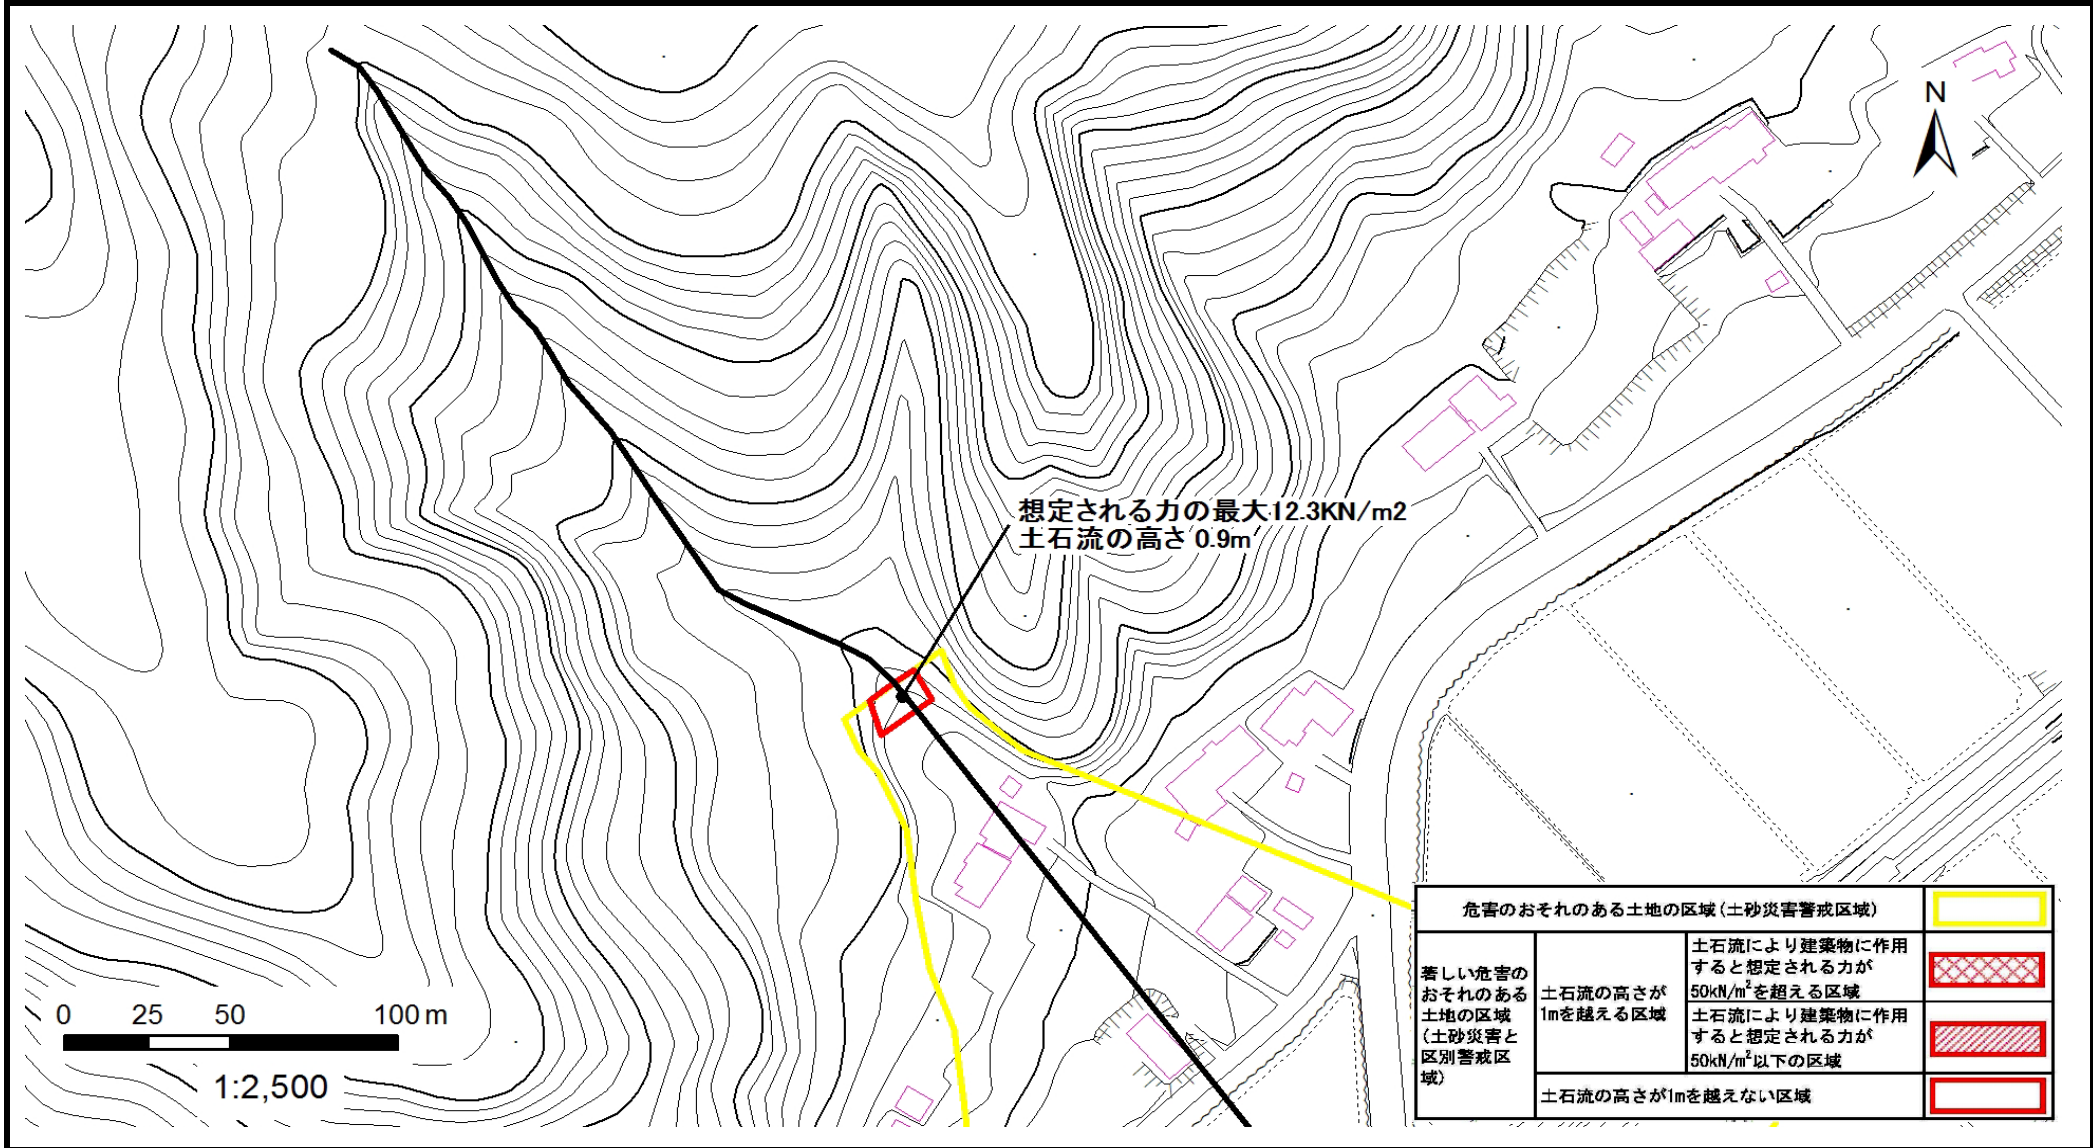 N
想定される力の最大12.3KN/m2
土石流の高さ0.9m
危害のおそれのある土地の区域(土砂災害警戒区域)
著しい危害の
おそれのある
土地の区域
(土砂災害と
区別警戒区
域)
土石流の高さが
1mを越える区域
土石流により建築物に作用
すると想定される力が
50kN/m²を超える区域
土石流により建築物に作用
すると想定される力が
50kN/m²以下の区域
土石流の高さが1mを越えない区域
0 25 50 100 m
1:2,500